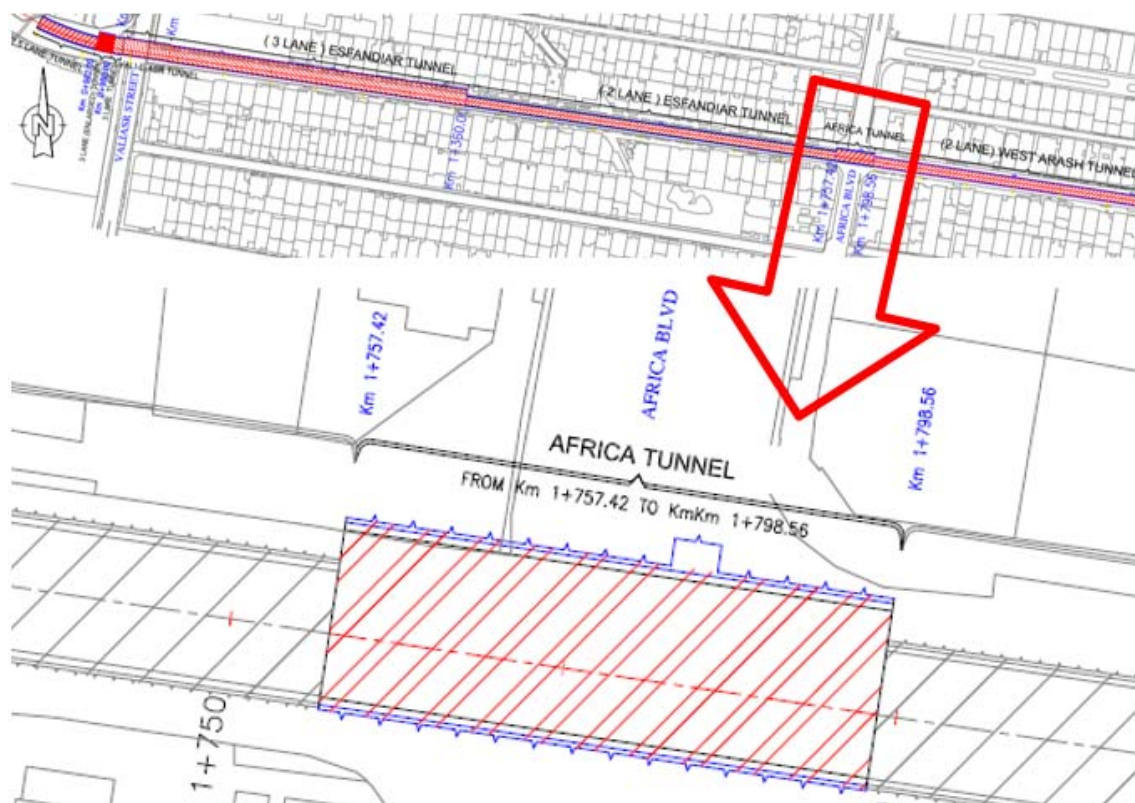 ( 3 LANE ) ESFANDIAR TUNNEL
( 2 LANE ) ESFANDIAR TUNNEL
AFRICA TUNNEL
(2 LANE) WEST ARASH TUNNEL
VALIASR STREET
Km 1+360.00
Km 1+757.42
AFRICA BLVD
Km 1+798.56
N
Km 1+757.42
AFRICA BLVD
Km 1+798.56
AFRICA TUNNEL
FROM Km 1+757.42 TO KmKm 1+798.56
1+750